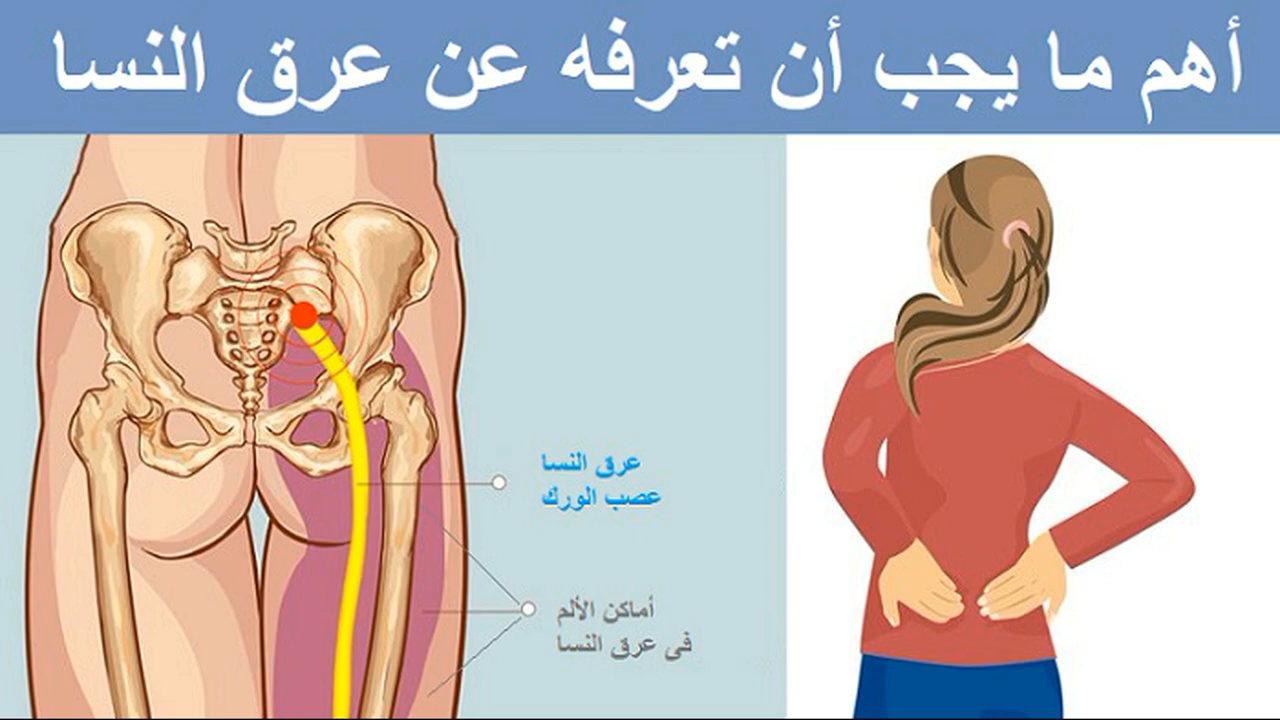 أهم ما يجب أن تعرفه عن عرق النسا
عرق النسا
عصب الورك
أماكن الألم
فى عرق النسا